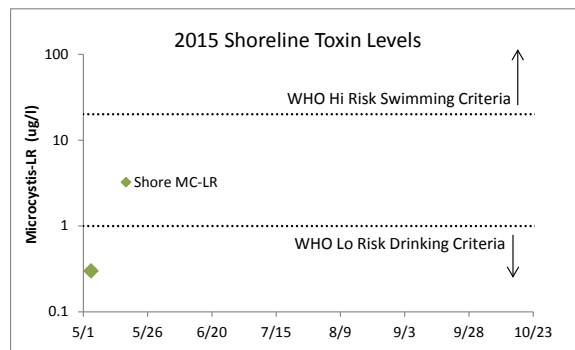 2015 Shoreline Toxin Levels
Microcystis-LR (ug/l)
100
WHO Hi Risk Swimming Criteria
10
Shore MC-LR
1
WHO Lo Risk Drinking Criteria
0.1
5/1 5/26 6/20 7/15 8/9 9/3 9/28 10/23